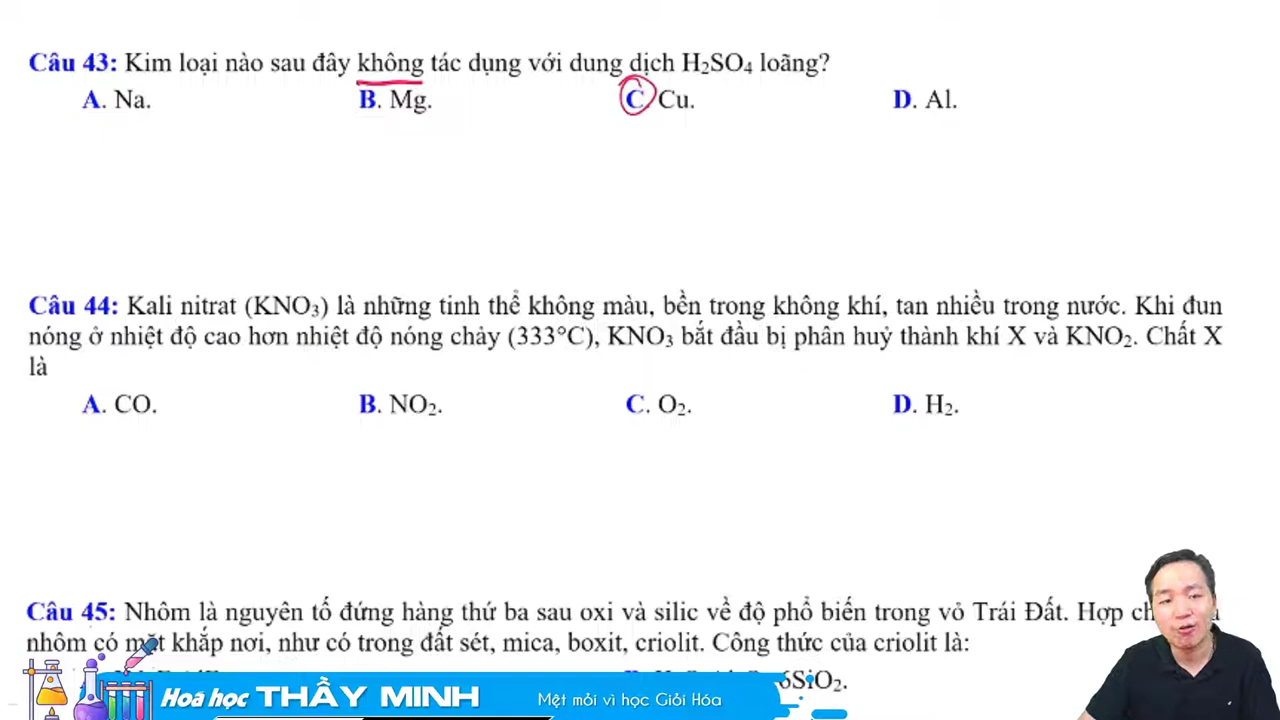 Câu 43: Kim loại nào sau đây không tác dụng với dung dịch H₂SO₄ loãng?
A. Na. B. Mg. C Cu. D. Al.
Câu 44: Kali nitrat (KNO₃) là những tinh thể không màu, bền trong không khí, tan nhiều trong nước. Khi đun
nóng ở nhiệt độ cao hơn nhiệt độ nóng chảy (333°C), KNO₃ bắt đầu bị phân huỷ thành khí X và KNO₂. Chất X
là
A. CO. B. NO₂. C. O₂. D. H₂.
Câu 45: Nhôm là nguyên tố đứng hàng thứ ba sau oxi và silic về độ phổ biến trong vỏ Trái Đất. Hợp
nhôm có mặt khắp nơi, như có trong đất sét, mica, boxit, criolit. Công thức của criolit là:
6SiO₂.
Hoá học THẦY MINH Mệt mỏi vì học Giỏi Hóa